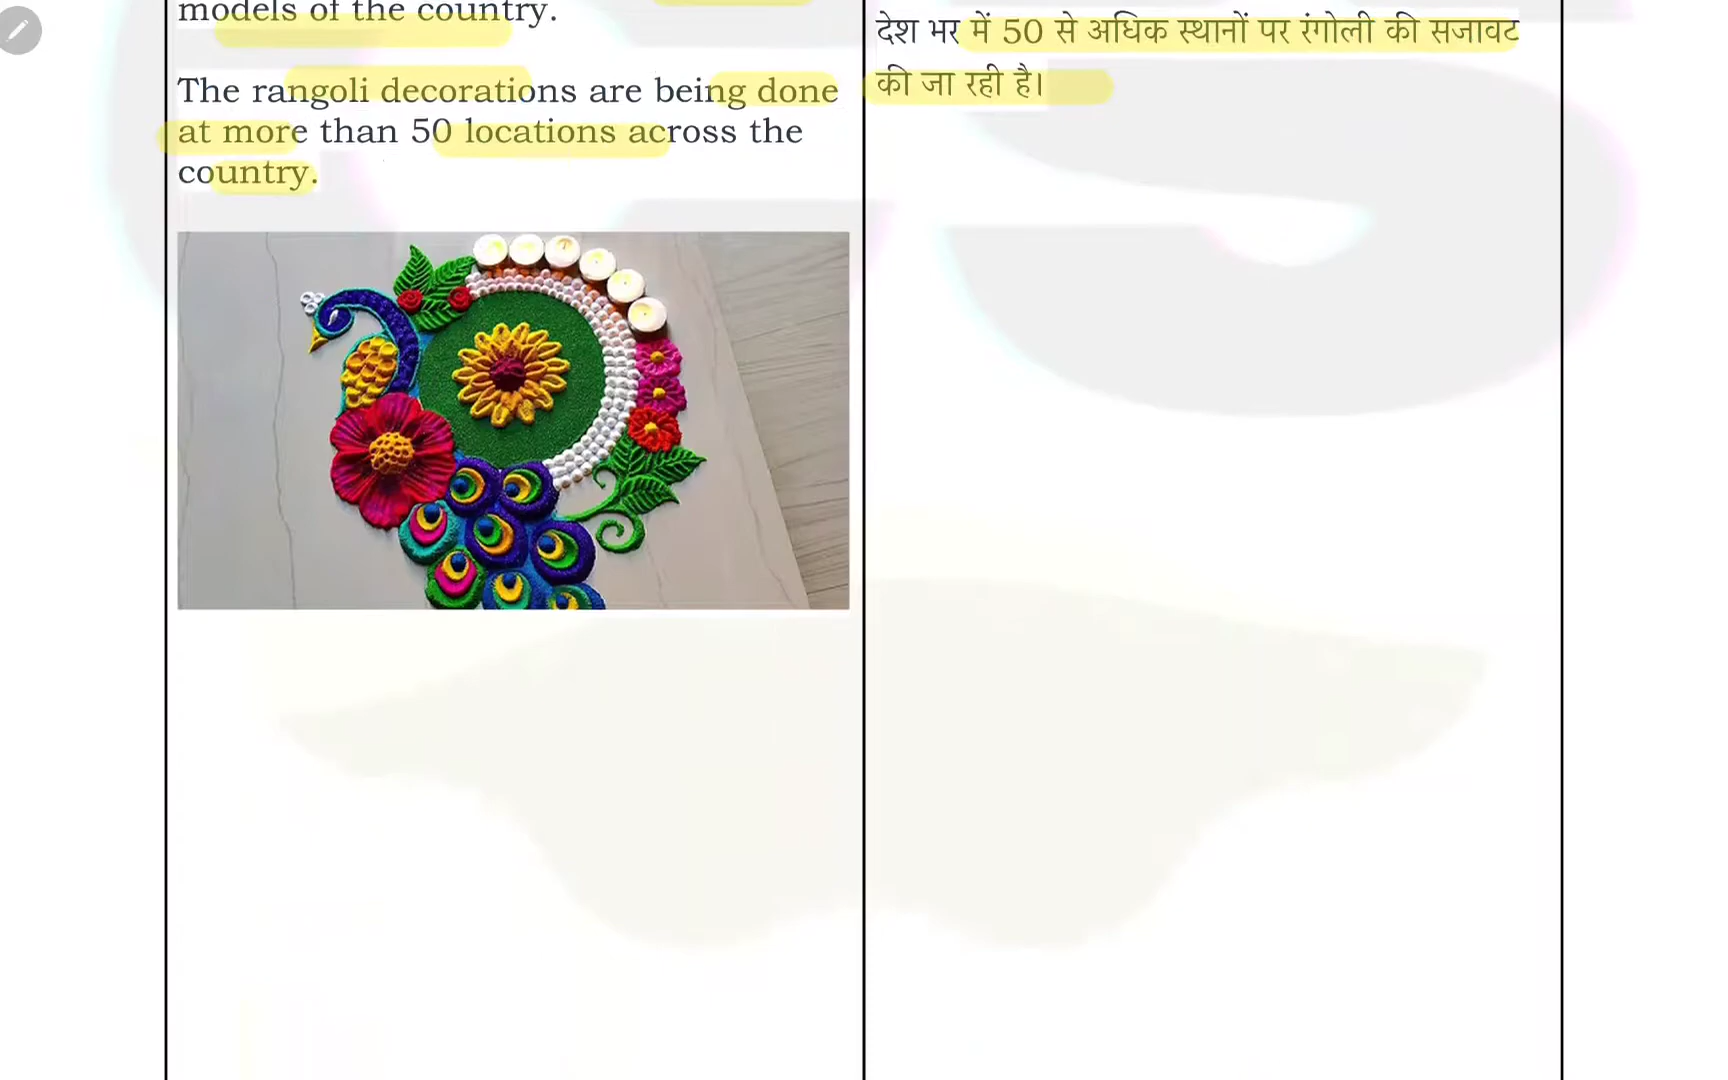 models of the country.
The rangoli decorations are being done
at more than 50 locations across the
country.
देश भर में 50 से अधिक स्थानों पर रंगोली की सजावट
की जा रही है।